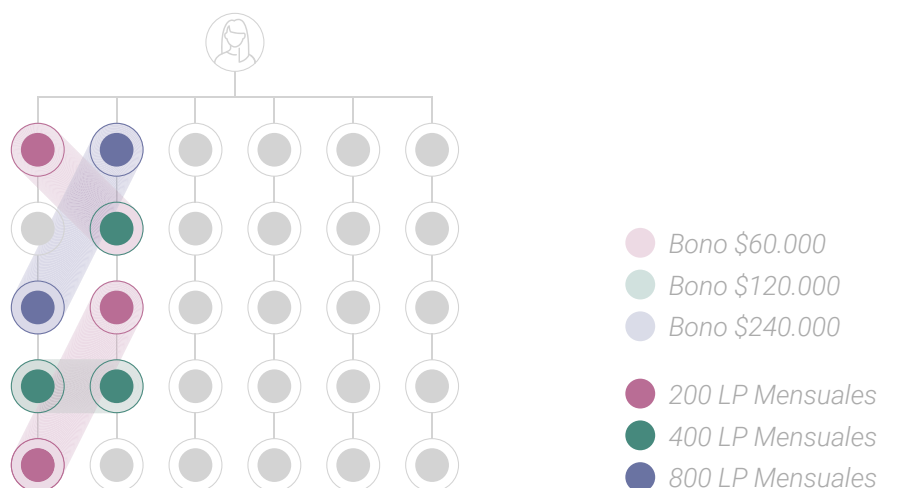 Bono $60.000
Bono $120.000
Bono $240.000
200 LP Mensuales
400 LP Mensuales
800 LP Mensuales